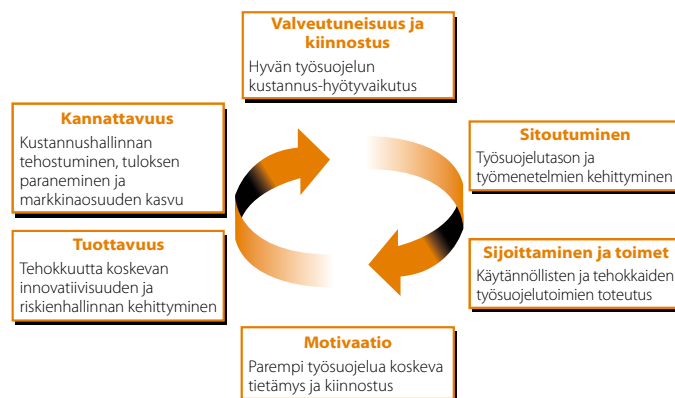 Valveutuneisuus ja
kiinnostus
Hyvän työsuojelun
kustannus-hyötyvaikutus
Sitoutuminen
Työsuojelutason ja
työmenetelmien kehittyminen
Sijoittaminen ja toimet
Käytännöllisten ja tehokkaiden
työsuojelutoimien toteutus
Motivaatio
Parempi työsuojelua koskeva
tietämys ja kiinnostus
Tuottavuus
Tehokkuutta koskevan
innovatiivisuuden ja
riskienhallinnan kehittyminen
Kannattavuus
Kustannushallinnan
tehostuminen, tuloksen
paraneminen ja
markkinaosuuden kasvu